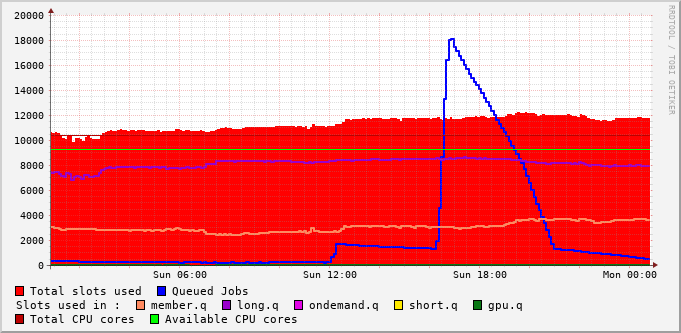 20000
18000
16000
14000
12000
10000
8000
6000
4000
2000
0
Sun 06:00 Sun 12:00 Sun 18:00 Mon 00:00
RRDTOOL / TOBI OETIKER
Total slots used Queued Jobs
Slots used in : member.q long.q ondemand.q short.q gpu.q
Total CPU cores Available CPU cores